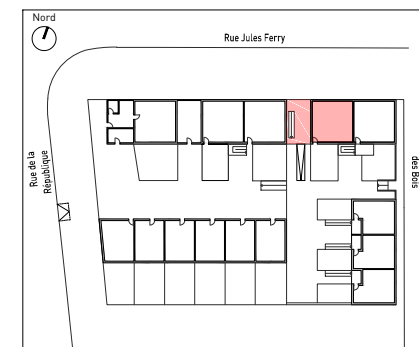 Nord
Rue Jules Ferry
Rue de la
République
des Bois